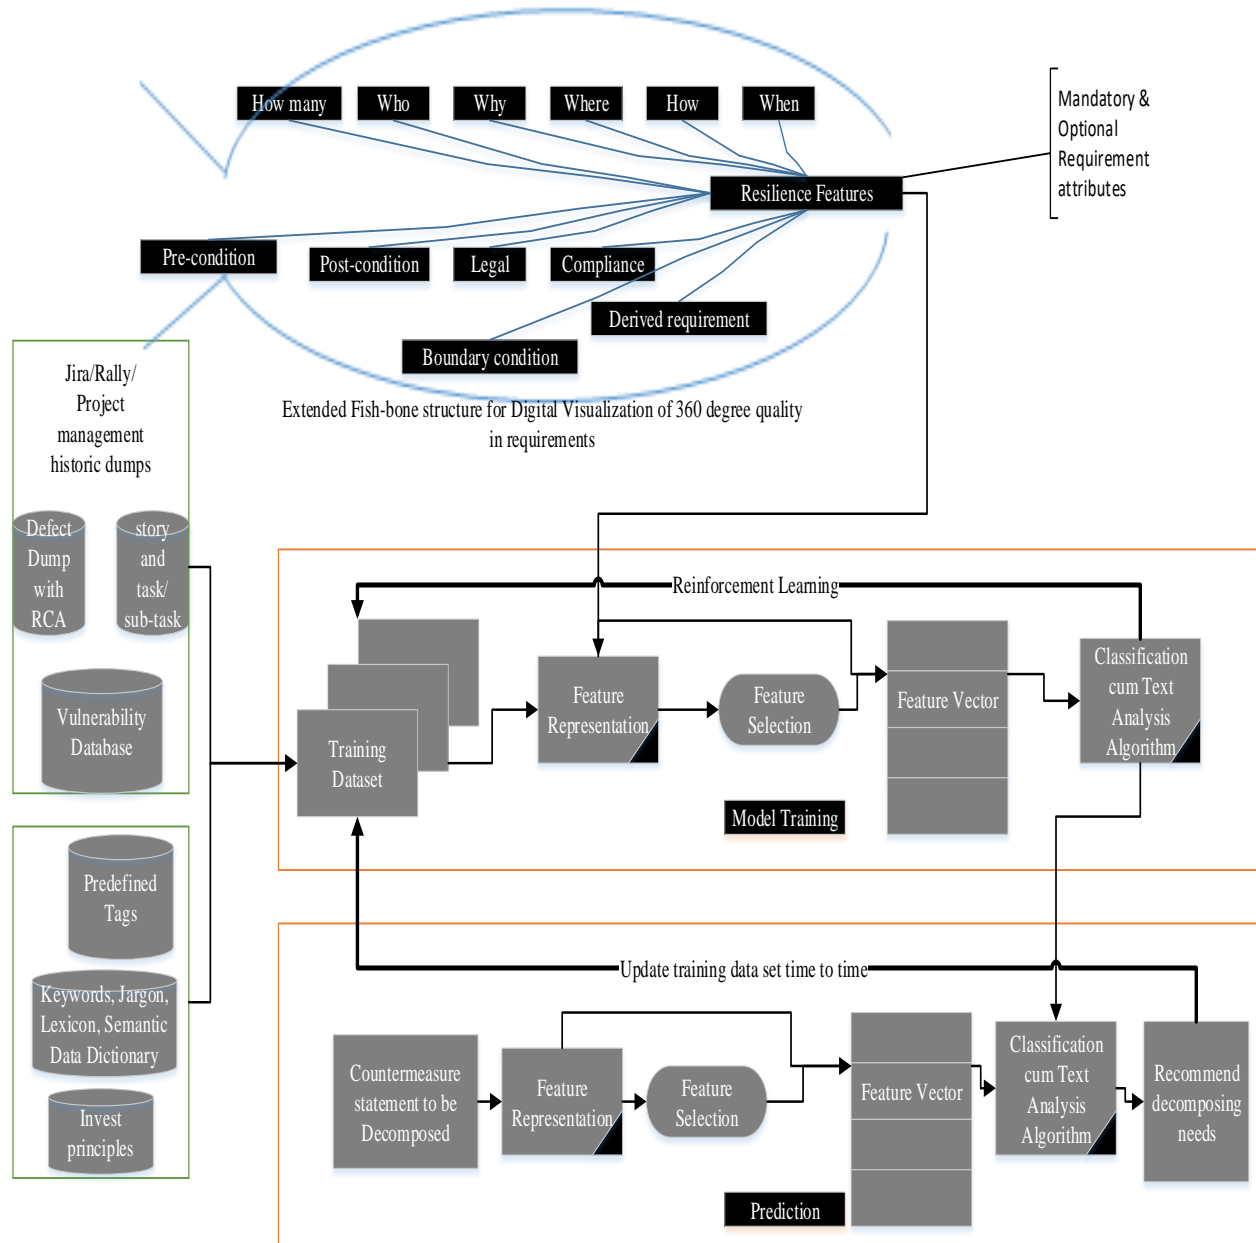 How many
Who
Why
Where
How
When
Mandatory &
Optional
Requirement
attributes
Resilience Features
Pre-condition
Post-condition
Legal
Compliance
Derived requirement
Boundary condition
Extended Fish-bone structure for Digital Visualization of 360 degree quality
in requirements
Jira/Rally/
Project
management
historic dumps
Defect
Dump
with
RCA
story
and
task/
sub-task
Vulnerability
Database
Predefined
Tags
Keywords, Jargon,
Lexicon, Semantic
Data Dictionary
Invest
principles
Reinforcement Learning
Training
Dataset
Feature
Representation
Feature
Selection
Feature Vector
Classification
cum Text
Analysis
Algorithm
Model Training
Update training data set time to time
Countermeasure
statement to be
Decomposed
Feature
Representation
Feature
Selection
Feature Vector
Classification
cum Text
Analysis
Algorithm
Recommend
decomposing
needs
Prediction